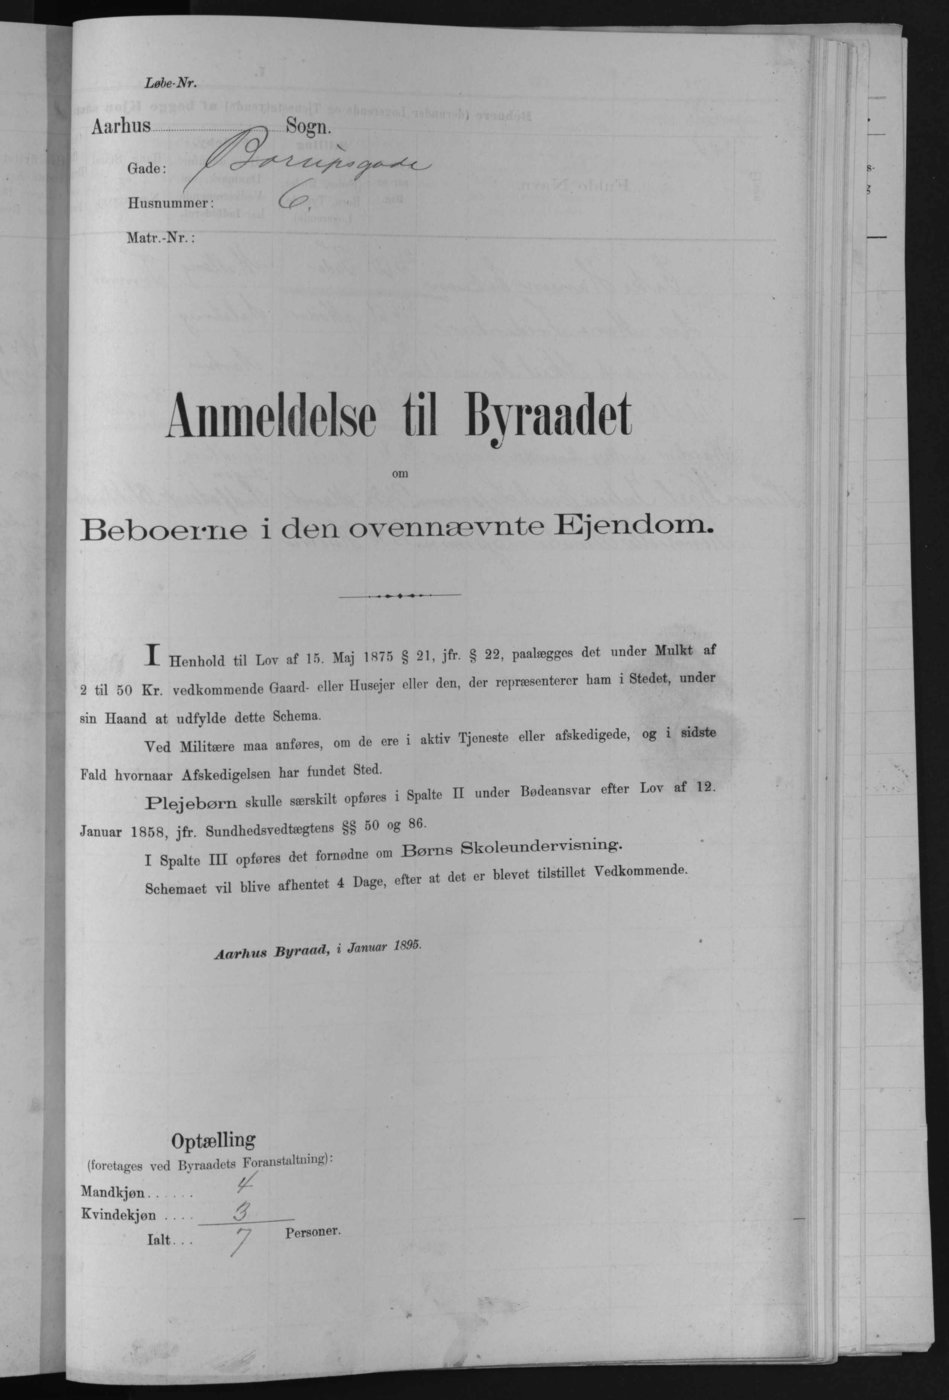 Løbe-Nr.
Aarhus Sogn.
Gade: Borupsgade
Husnummer: 6.
Matr.-Nr.:
Anmeldelse til Byraadet
om
Beboerne i den ovennævnte Ejendom.
I Henhold til Lov af 15. Maj 1875 § 21, jfr. § 22, paalægges det under Mulkt af
2 til 50 Kr. vedkommende Gaard- eller Husejer eller den, der repræsenterer ham i Stedet, under
sin Haand at udfylde dette Schema.
Ved Militære maa anføres, om de ere i aktiv Tjeneste eller afskedigede, og i sidste
Fald hvornaar Afskedigelsen har fundet Sted.
Plejebørn skulle særskilt opføres i Spalte II under Bødeansvar efter Lov af 12.
Januar 1858, jfr. Sundhedsvedtægtens §§ 50 og 86.
I Spalte III opføres det fornødne om Børns Skoleundervisning.
Schemaet vil blive afhentet 4 Dage, efter at det er blevet tilstillet Vedkommende.
Aarhus Byraad, i Januar 1895.
Optælling
(foretages ved Byraadets Foranstaltning):
Mandkjøn...... 4
Kvindekjøn .... 3
Ialt... 7 Personer.